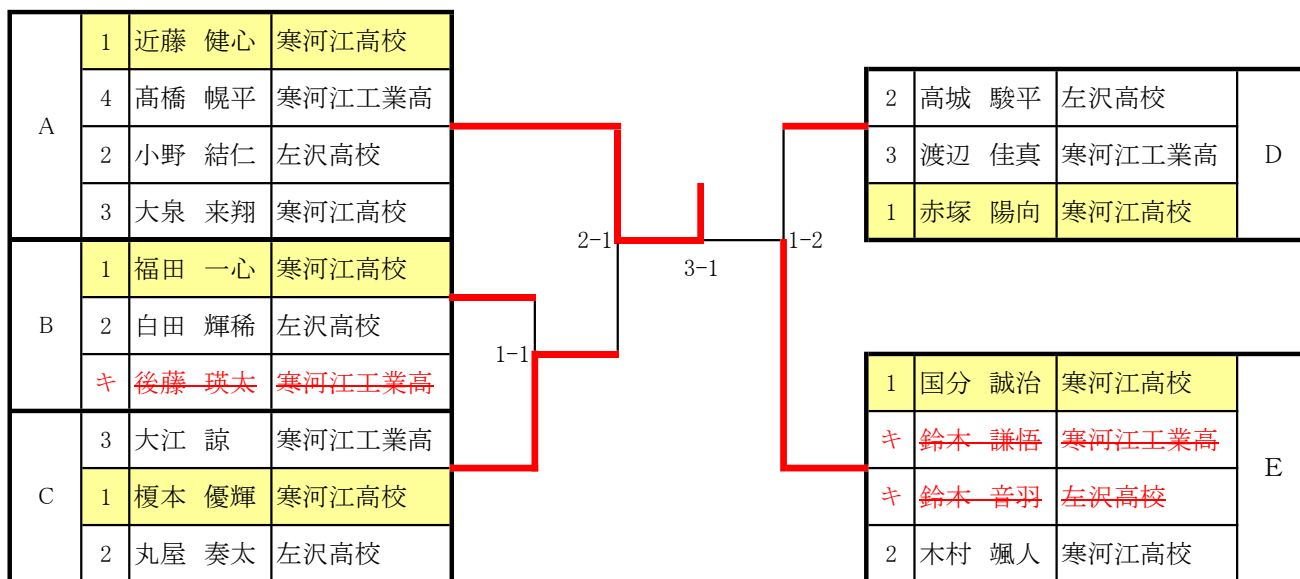 A
1 近藤 健心 寒河江高校
4 髙橋 幌平 寒河江工業高
2 小野 結仁 左沢高校
3 大泉 来翔 寒河江高校
B
1 福田 一心 寒河江高校
2 白田 輝稀 左沢高校
キ 後藤 瑛太 寒河江工業高
C
3 大江 諒 寒河江工業高
1 榎本 優輝 寒河江高校
2 丸屋 奏太 左沢高校
2-1
1-1
3-1
1-2
2 高城 駿平 左沢高校
3 渡辺 佳真 寒河江工業高
1 赤塚 陽向 寒河江高校
D
1 国分 誠治 寒河江高校
キ 鈴木 謙悟 寒河江工業高
キ 鈴木 音羽 左沢高校
2 木村 颯人 寒河江高校
E